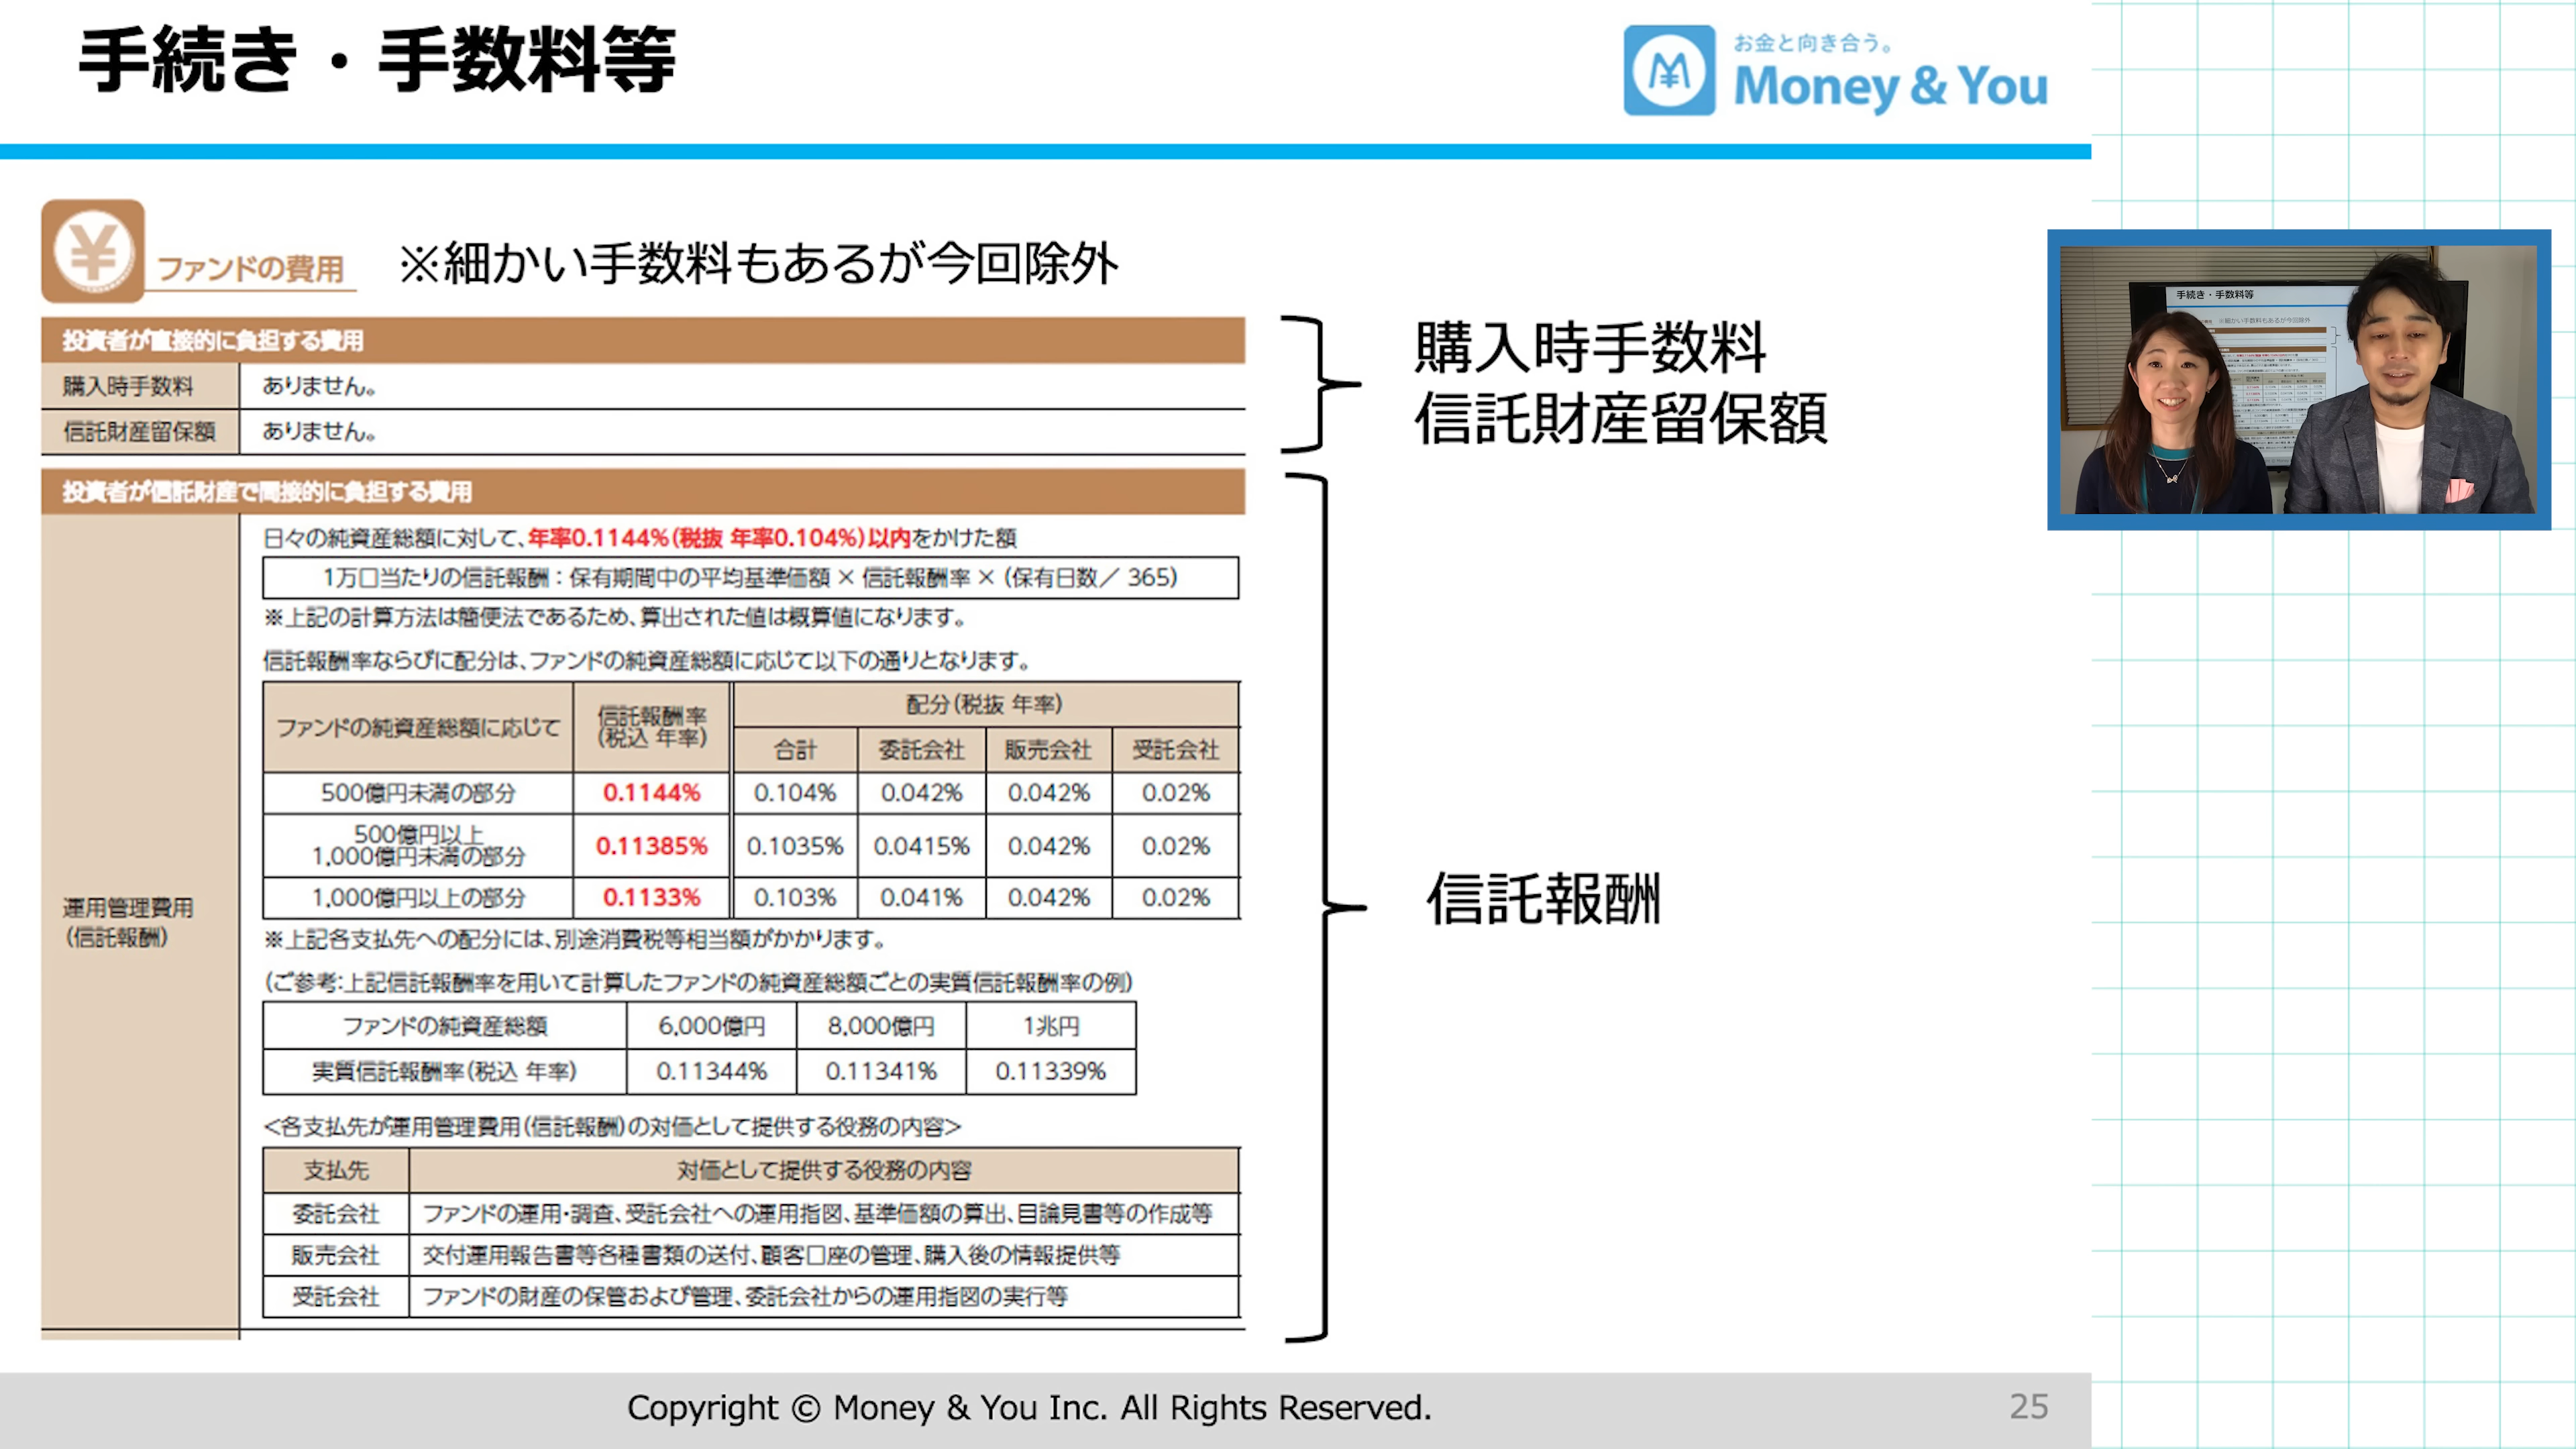 手続き・手数料等
お金と向き合う。
Money & You
ファンドの費用
※細かい手数料もあるが今回除外
投資者が直接的に負担する費用
購入時手数料 ありません。
信託財産留保額 ありません。
購入時手数料
信託財産留保額
投資者が信託財産で間接的に負担する費用
運用管理費用
(信託報酬)
日々の純資産総額に対して、年率0.1144%(税抜 年率0.104%)以内をかけた額
1万口当たりの信託報酬：保有期間中の平均基準価額 × 信託報酬率 × (保有日数／ 365)
※上記の計算方法は簡便法であるため、算出された値は概算値になります。
信託報酬率ならびに配分は、ファンドの純資産総額に応じて以下の通りとなります。
ファンドの純資産総額に応じて
信託報酬率
(税込 年率)
配分(税抜 年率)
合計 委託会社 販売会社 受託会社
500億円未満の部分 0.1144% 0.104% 0.042% 0.042% 0.02%
500億円以上
1,000億円未満の部分 0.11385% 0.1035% 0.0415% 0.042% 0.02%
1,000億円以上の部分 0.1133% 0.103% 0.041% 0.042% 0.02%
※上記各支払先への配分には、別途消費税等相当額がかかります。
(ご参考:上記信託報酬率を用いて計算したファンドの純資産総額ごとの実質信託報酬率の例)
ファンドの純資産総額 6,000億円 8,000億円 1兆円
実質信託報酬率(税込 年率) 0.11344% 0.11341% 0.11339%
<各支払先が運用管理費用(信託報酬)の対価として提供する役務の内容>
支払先 対価として提供する役務の内容
委託会社 ファンドの運用・調査、受託会社への運用指図、基準価額の算出、目論見書等の作成等
販売会社 交付運用報告書等各種書類の送付、顧客口座の管理、購入後の情報提供等
受託会社 ファンドの財産の保管および管理、委託会社からの運用指図の実行等
信託報酬
手続き・手数料等
※細かい手数料もあるが今回除外
Copyright © Money & You Inc. All Rights Reserved.
25